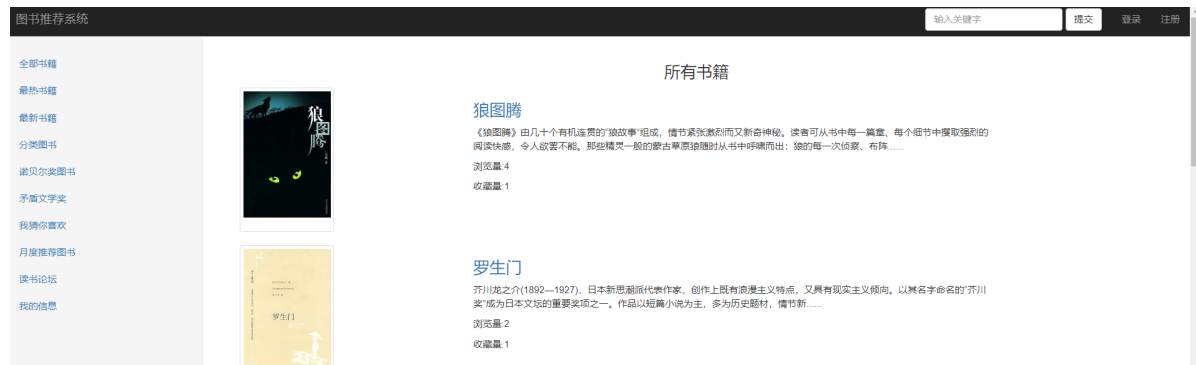 图书推荐系统
输入关键字
提交
登录
注册
全部书籍
最热书籍
最新书籍
分类图书
诺贝尔奖图书
矛盾文学奖
我猜你喜欢
月度推荐图书
读书论坛
我的信息
所有书籍
狼图腾
狼图腾
《狼图腾》由几十个有机连贯的"狼故事"组成，情节紧张激烈而又新奇神秘。读者可从书中每一篇章、每个细节中攫取强烈的
阅读快感，令人欲罢不能。那些精灵一般的蒙古草原狼随时从书中呼啸而出：狼的每一次侦察、布阵......
浏览量:4
收藏量:1
罗生门
罗生门
芥川龙之介(1892—1927)，日本新思潮派代表作家，创作上既有浪漫主义特点，又具有现实主义倾向。以其名字命名的"芥川
奖"成为日本文坛的重要奖项之一。作品以短篇小说为主，多为历史题材，情节新......
浏览量:2
收藏量:1